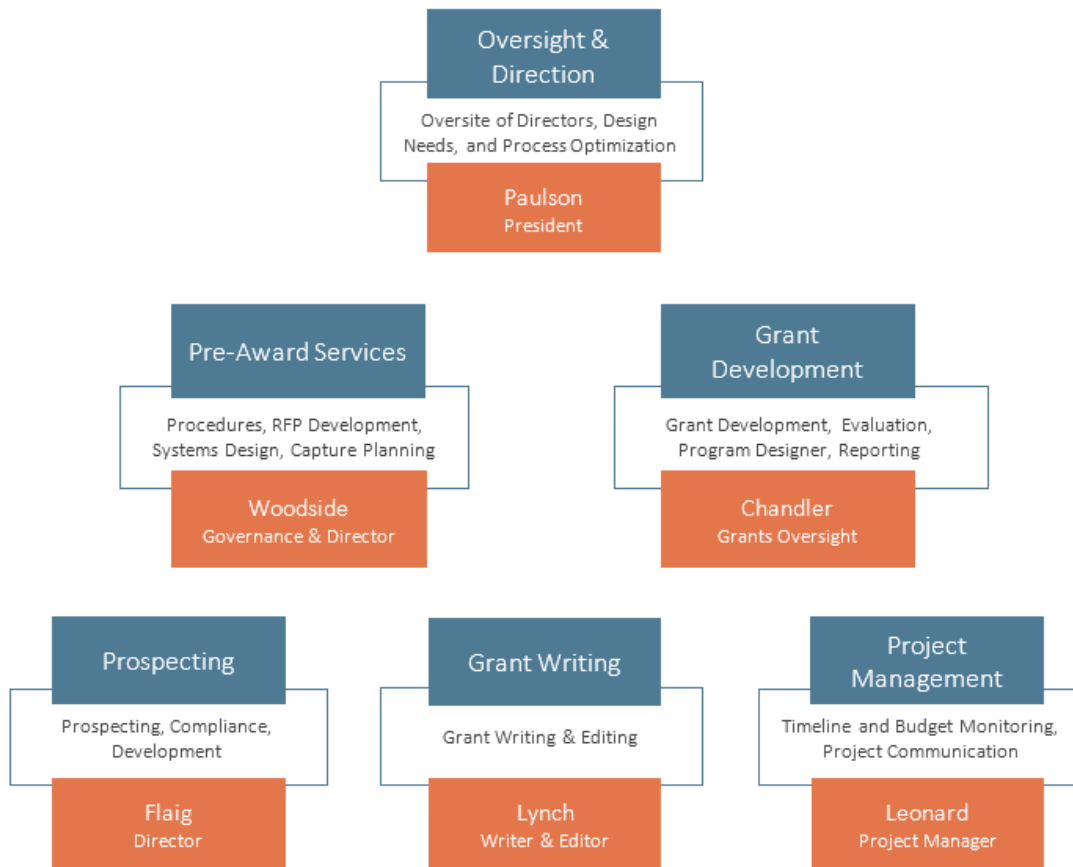 Oversight &
Direction
Oversite of Directors, Design
Needs, and Process Optimization
Paulson
President
Pre-Award Services
Procedures, RFP Development,
Systems Design, Capture Planning
Woodside
Governance & Director
Grant
Development
Grant Development, Evaluation,
Program Designer, Reporting
Chandler
Grants Oversight
Prospecting
Prospecting, Compliance,
Development
Flaig
Director
Grant Writing
Grant Writing & Editing
Lynch
Writer & Editor
Project
Management
Timeline and Budget Monitoring,
Project Communication
Leonard
Project Manager